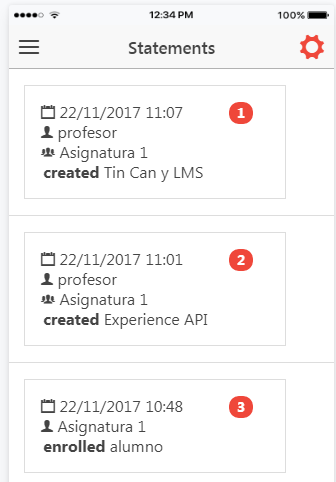 12:34 PM
100%
Statements
22/11/2017 11:07
1
profesor
Asignatura 1
created Tin Can y LMS
22/11/2017 11:01
2
profesor
Asignatura 1
created Experience API
22/11/2017 10:48
3
Asignatura 1
enrolled alumno